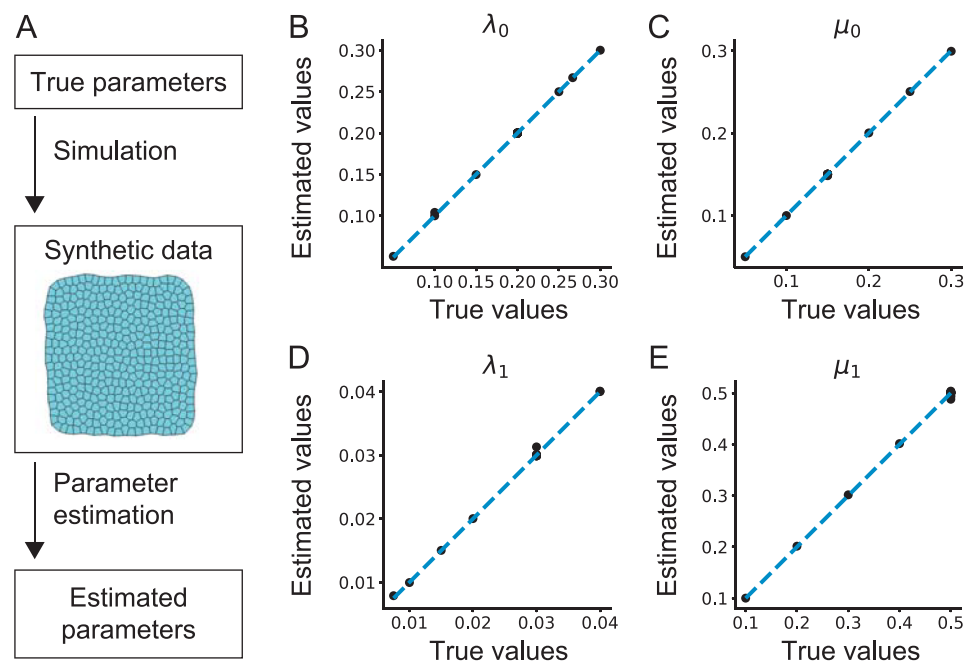 A
True parameters
Simulation
Synthetic data
Parameter
estimation
Estimated
parameters
B
λ0
Estimated values
0.30
0.25
0.20
0.15
0.10
0.10 0.15 0.20 0.25 0.30
True values
C
μ0
Estimated values
0.3
0.2
0.1
0.1 0.2 0.3
True values
D
λ1
Estimated values
0.04
0.03
0.02
0.01
0.01 0.02 0.03 0.04
True values
E
μ1
Estimated values
0.5
0.4
0.3
0.2
0.1
0.1 0.2 0.3 0.4 0.5
True values